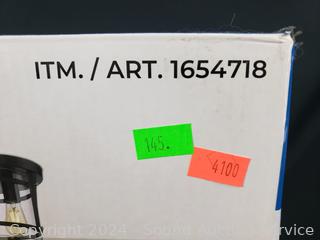 ITM. / ART. 1654718
145.
4100
Copyright 2024 - Sound Auction Service